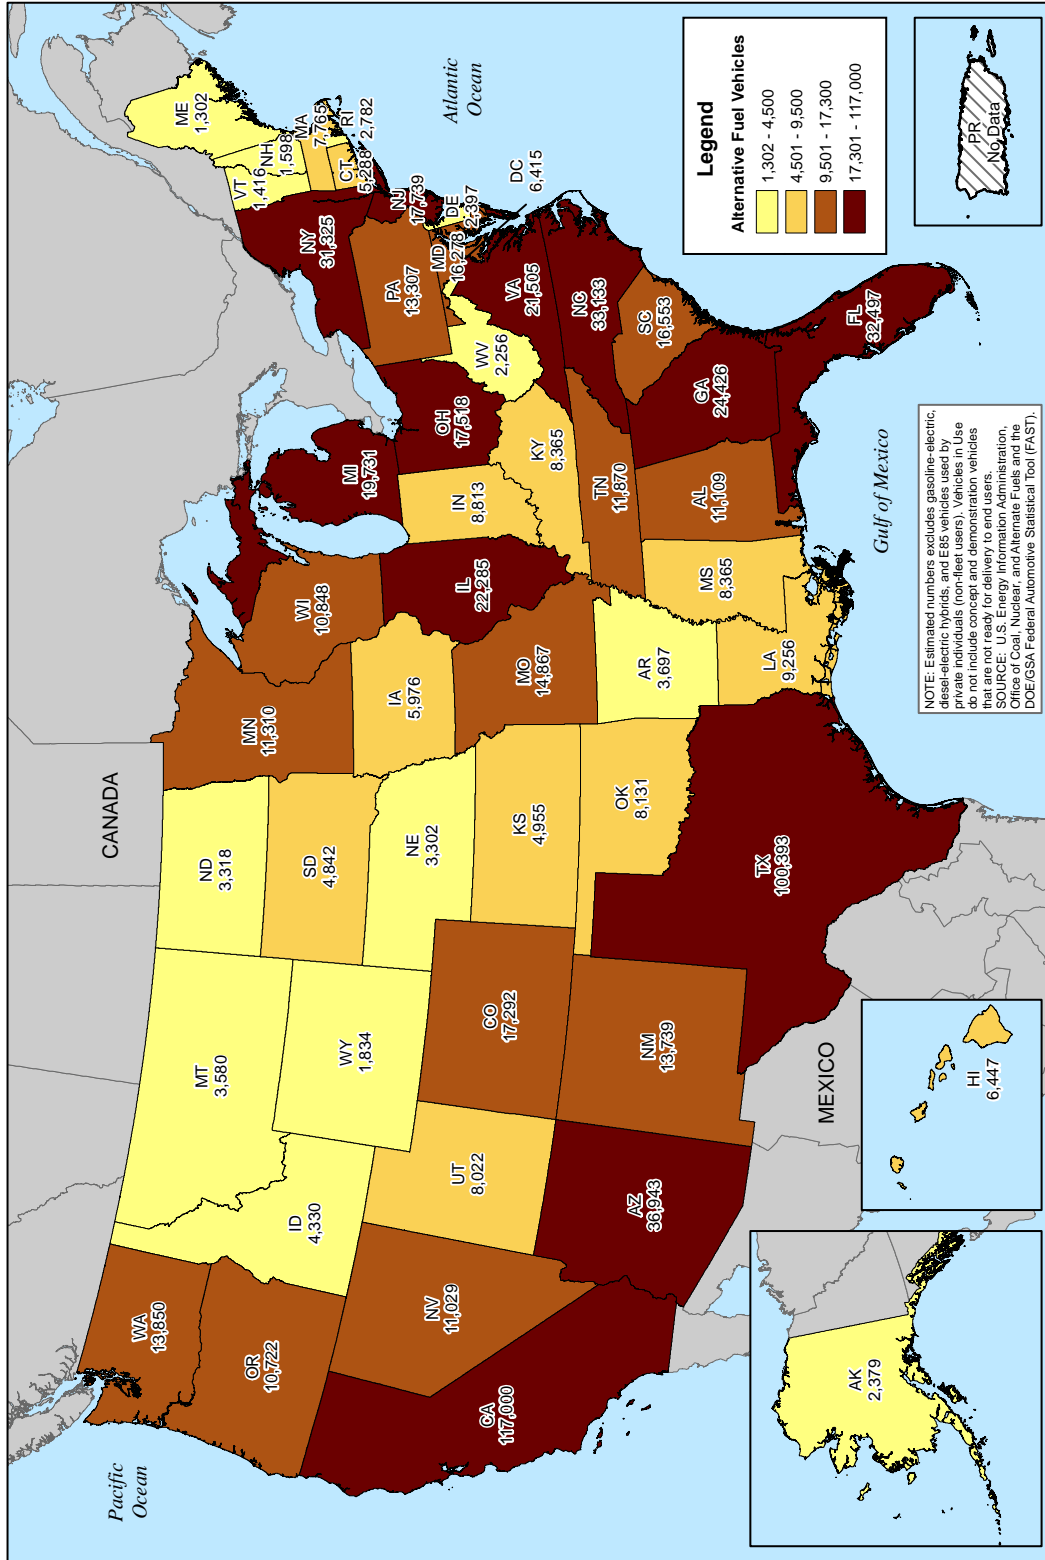 Pacific
Ocean
CANADA
WA
13,850
OR
10,722
CA
117,000
NV
11,029
ID
4,330
MT
3,580
WY
1,834
UT
8,022
AZ
36,943
CO
17,292
NM
13,739
ND
3,318
SD
4,842
NE
3,302
KS
4,955
OK
8,131
TX
100,393
MN
11,310
IA
5,976
MO
14,867
AR
3,697
LA
9,256
WI
10,848
IL
22,285
MI
19,731
IN
8,813
OH
17,518
KY
8,365
TN
11,870
MS
8,365
AL
11,109
GA
24,426
FL
32,497
SC
16,553
NC
33,133
VA
21,505
WV
2,256
PA
13,307
NY
31,325
VT
1,416
NH
1,598
ME
1,302
MA
7,765
RI
2,782
CT
5,288
NJ
17,739
DE
2,397
MD
16,278
DC
6,415
Atlantic
Ocean
Gulf of Mexico
MEXICO
AK
2,379
HI
6,447
PR
No Data
Legend
Alternative Fuel Vehicles
1,302 - 4,500
4,501 - 9,500
9,501 - 17,300
17,301 - 117,000
NOTE: Estimated numbers excludes gasoline-electric,
diesel-electric hybrids, and E85 vehicles used by
private individuals (non-fleet users). Vehicles in Use
do not include concept and demonstration vehicles
that are not ready for delivery to end users.
SOURCE: U.S. Energy Information Administration,
Office of Coal, Nuclear, and Alternate Fuels and the
DOE/GSA Federal Automotive Statistical Tool (FAST).